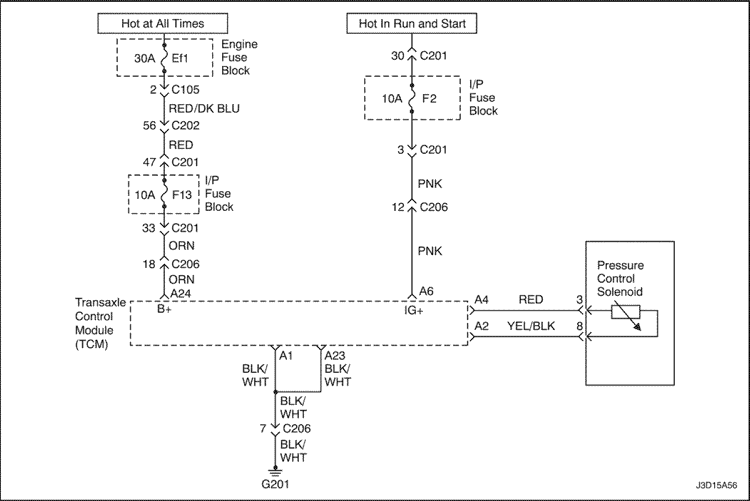 Hot at All Times
Hot In Run and Start
30A Ef1
Engine
Fuse
Block
2 C105
RED/DK BLU
56 C202
RED
47 C201
10A F13
I/P
Fuse
Block
33 C201
ORN
18 C206
ORN
A24
30 C201
10A F2
I/P
Fuse
Block
3 C201
PNK
12 C206
PNK
A6
Transaxle
Control
Module
(TCM)
B+
IG+
A4 RED 3
A2 YEL/BLK 8
Pressure
Control
Solenoid
A1 A23
BLK/
WHT
BLK/
WHT
BLK/
WHT
7 C206
BLK/
WHT
G201
J3D15A56